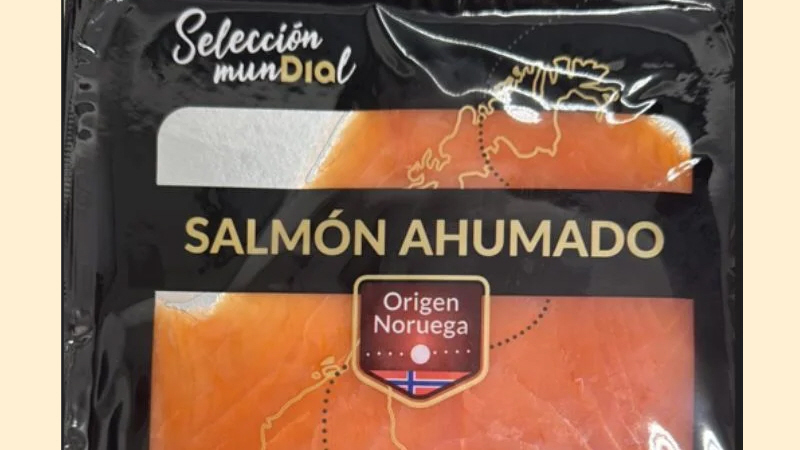 Selección
munDIal
SALMÓN AHUMADO
Origen
Noruega